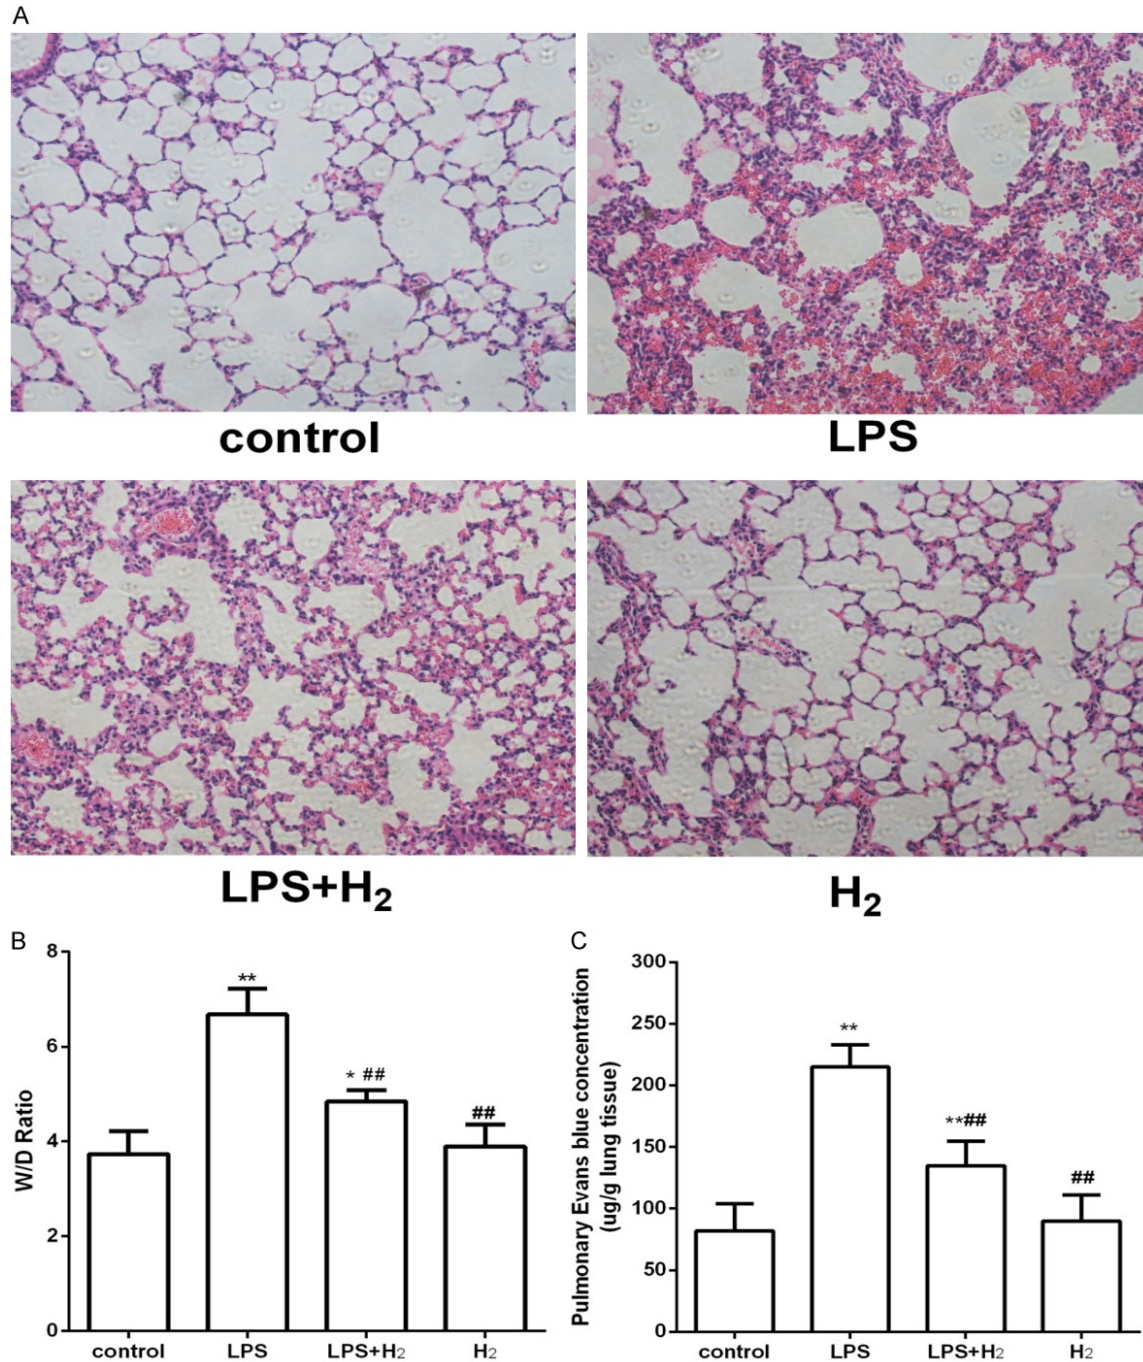 A
control
LPS
LPS+H₂
H₂
B
W/D Ratio
8
6
4
2
0
**
* ##
##
control
LPS
LPS+H₂
H₂
C
Pulmonary Evans blue concentration
(ug/g lung tissue)
300
250
200
150
100
50
0
**
**##
##
control
LPS
LPS+H₂
H₂